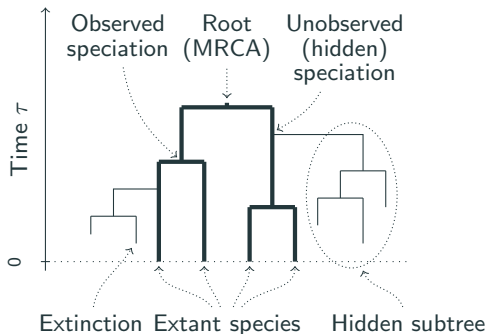 Observed
speciation
Root
(MRCA)
Unobserved
(hidden)
speciation
Time τ
0
Extinction
Extant species
Hidden subtree